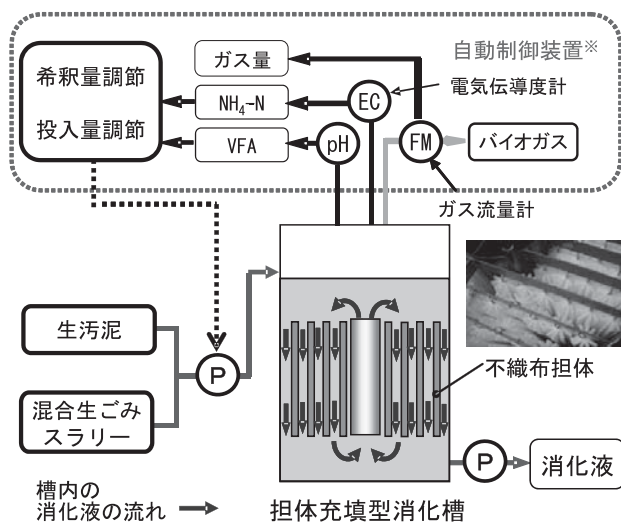 自動制御装置※
希釈量調節
投入量調節
ガス量
NH₄-N
VFA
EC
pH
FM
電気伝導度計
バイオガス
ガス流量計
生汚泥
混合生ごみ
スラリー
P
不織布担体
P
消化液
槽内の
消化液の流れ
担体充填型消化槽